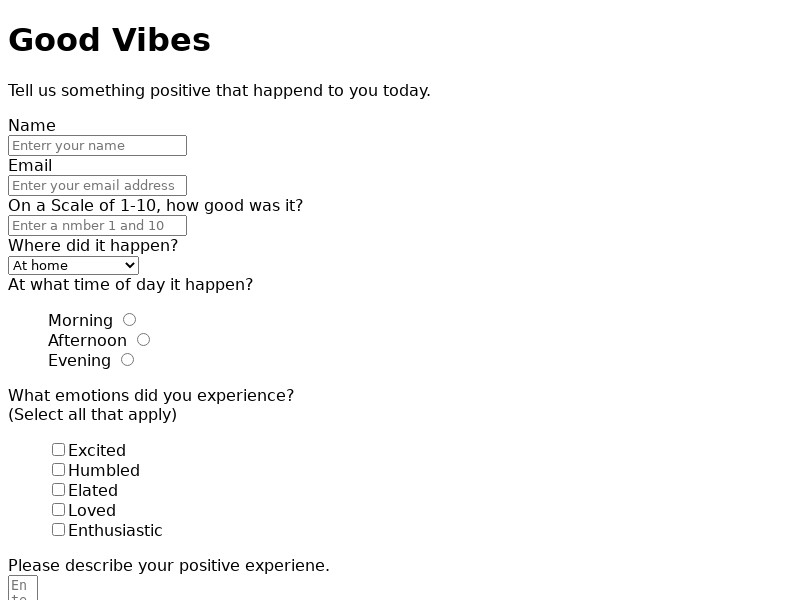 Good Vibes
Tell us something positive that happend to you today.
Name
Enterr your name
Email
Enter your email address
On a Scale of 1-10, how good was it?
Enter a nmber 1 and 10
Where did it happen?
At home
At what time of day it happen?
Morning
Afternoon
Evening
What emotions did you experience?
(Select all that apply)
Excited
Humbled
Elated
Loved
Enthusiastic
Please describe your positive experiene.
En